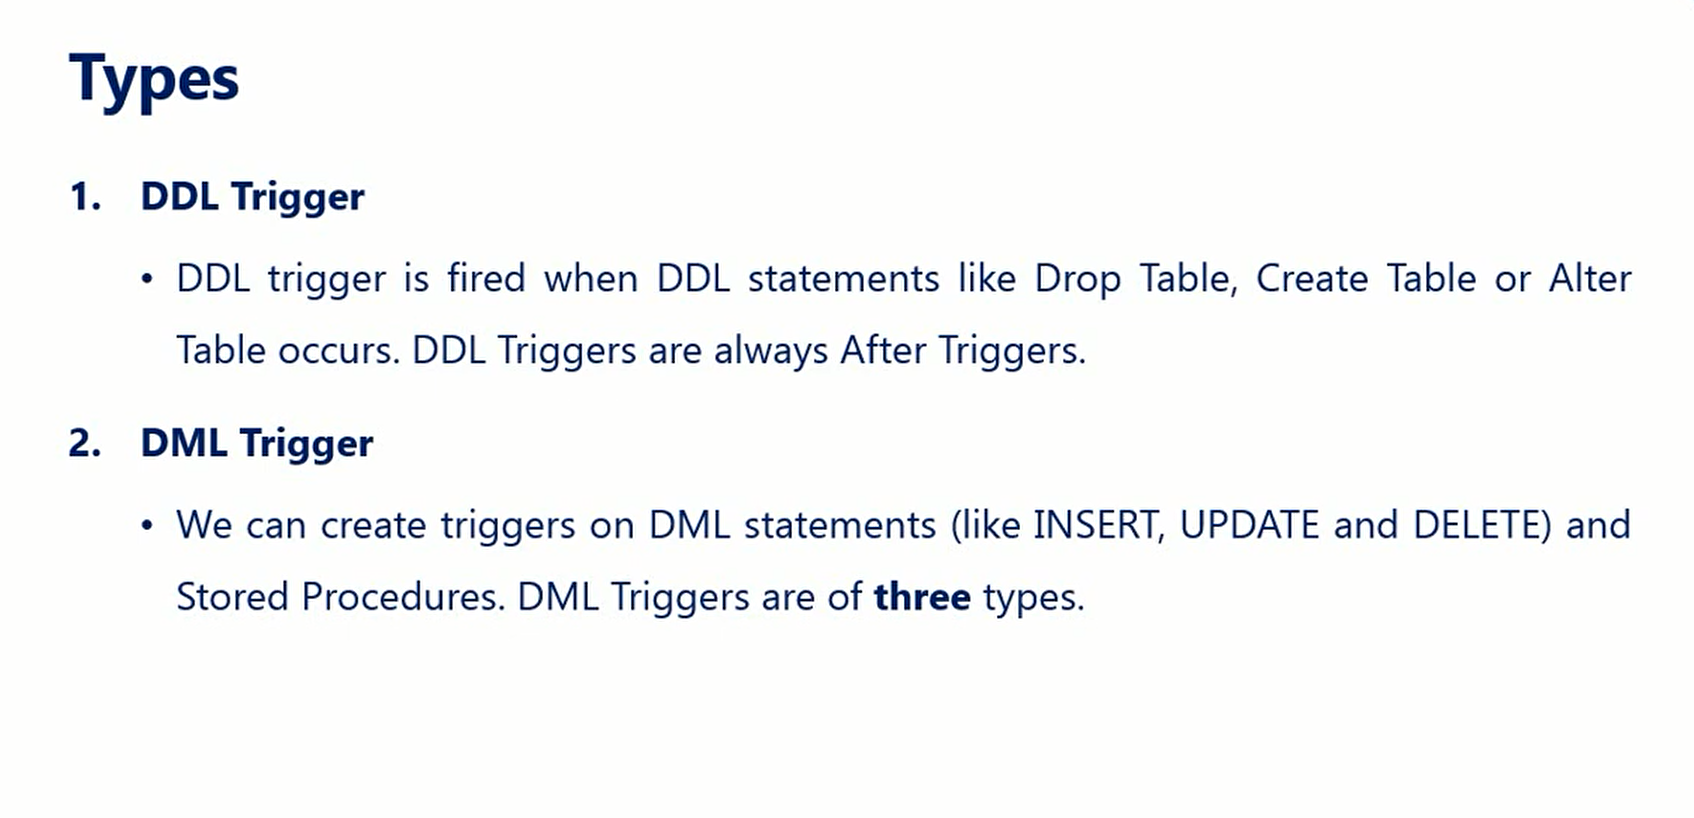 Types
1. DDL Trigger
• DDL trigger is fired when DDL statements like Drop Table, Create Table or Alter
Table occurs. DDL Triggers are always After Triggers.
2. DML Trigger
• We can create triggers on DML statements (like INSERT, UPDATE and DELETE) and
Stored Procedures. DML Triggers are of three types.